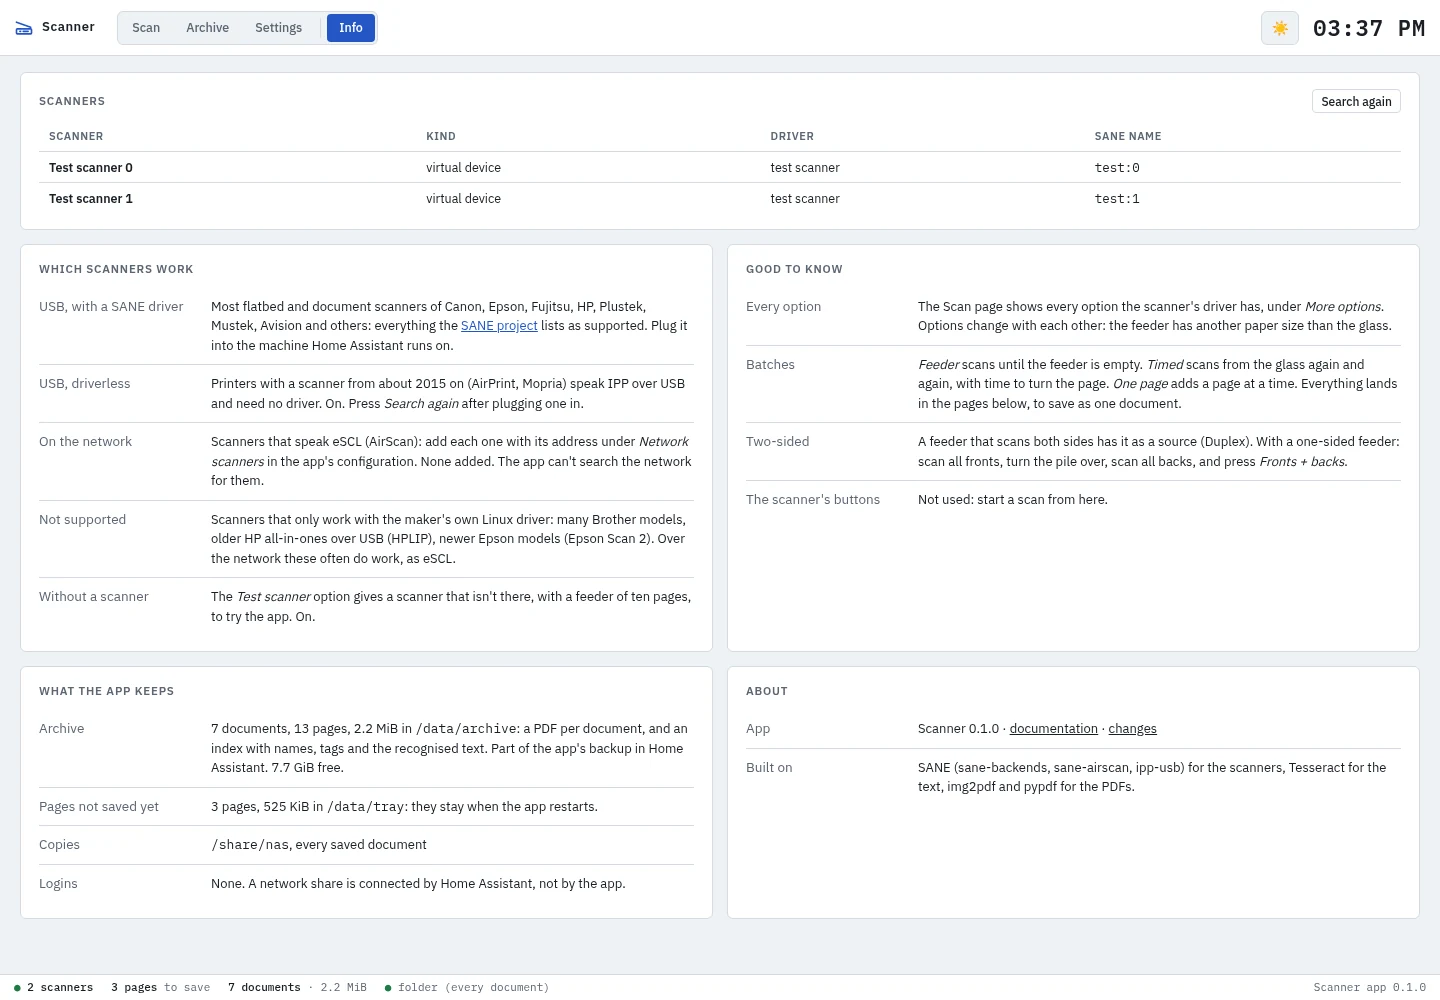 Scanner
Scan Archive Settings Info
☀️ 03:37 PM
SCANNERS
Search again
SCANNER KIND DRIVER SANE NAME
Test scanner 0 virtual device test scanner test:0
Test scanner 1 virtual device test scanner test:1
WHICH SCANNERS WORK
USB, with a SANE driver
Most flatbed and document scanners of Canon, Epson, Fujitsu, HP, Plustek,
Mustek, Avision and others: everything the SANE project lists as supported. Plug it
into the machine Home Assistant runs on.
USB, driverless
Printers with a scanner from about 2015 on (AirPrint, Mopria) speak IPP over USB
and need no driver. On. Press Search again after plugging one in.
On the network
Scanners that speak eSCL (AirScan): add each one with its address under Network
scanners in the app's configuration. None added. The app can't search the network
for them.
Not supported
Scanners that only work with the maker's own Linux driver: many Brother models,
older HP all-in-ones over USB (HPLIP), newer Epson models (Epson Scan 2). Over
the network these often do work, as eSCL.
Without a scanner
The Test scanner option gives a scanner that isn't there, with a feeder of ten pages,
to try the app. On.
GOOD TO KNOW
Every option
The Scan page shows every option the scanner's driver has, under More options.
Options change with each other: the feeder has another paper size than the glass.
Batches
Feeder scans until the feeder is empty. Timed scans from the glass again and
again, with time to turn the page. One page adds a page at a time. Everything lands
in the pages below, to save as one document.
Two-sided
A feeder that scans both sides has it as a source (Duplex). With a one-sided feeder:
scan all fronts, turn the pile over, scan all backs, and press Fronts + backs.
The scanner's buttons
Not used: start a scan from here.
WHAT THE APP KEEPS
Archive
7 documents, 13 pages, 2.2 MiB in /data/archive: a PDF per document, and an
index with names, tags and the recognised text. Part of the app's backup in Home
Assistant. 7.7 GiB free.
Pages not saved yet
3 pages, 525 KiB in /data/tray: they stay when the app restarts.
Copies
/share/nas, every saved document
Logins
None. A network share is connected by Home Assistant, not by the app.
ABOUT
App
Scanner 0.1.0 · documentation · changes
Built on
SANE (sane-backends, sane-airscan, ipp-usb) for the scanners, Tesseract for the
text, img2pdf and pypdf for the PDFs.
● 2 scanners 3 pages to save 7 documents · 2.2 MiB ● folder (every document)
Scanner app 0.1.0